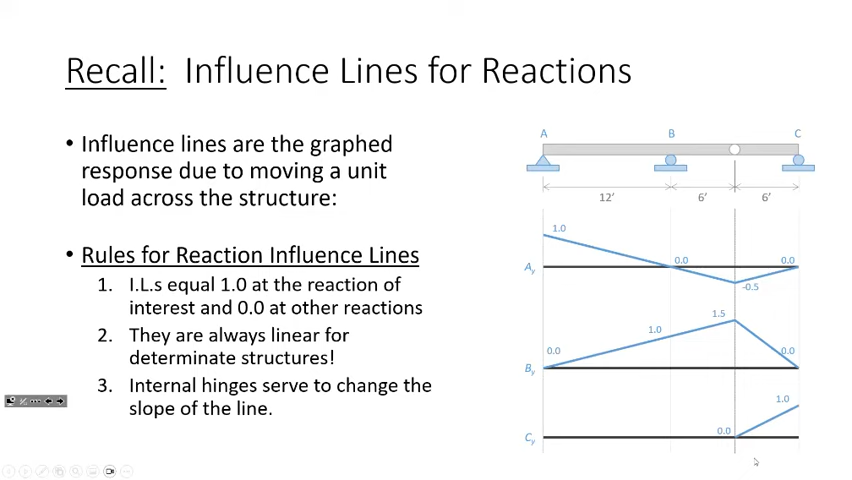 Recall: Influence Lines for Reactions
• Influence lines are the graphed
response due to moving a unit
load across the structure:
• Rules for Reaction Influence Lines
1. I.L.s equal 1.0 at the reaction of
interest and 0.0 at other reactions
2. They are always linear for
determinate structures!
3. Internal hinges serve to change the
slope of the line.
A B C
12' 6' 6'
1.0
Ay 0.0 0.0
-0.5
1.5
0.0 1.0 0.0
By
1.0
0.0
Cy